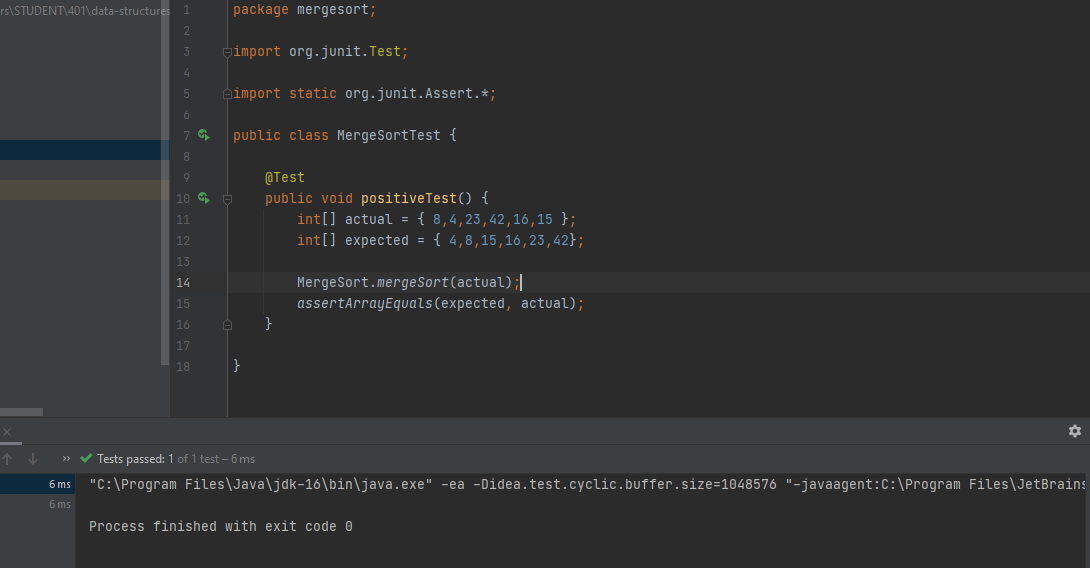 rs\STUDENT\401\data-structures
1 package mergesort;
2
3 import org.junit.Test;
4
5 import static org.junit.Assert.*;
6
7 public class MergeSortTest {
8
9 @Test
10 public void positiveTest() {
11 int[] actual = { 8,4,23,42,16,15 };
12 int[] expected = { 4,8,15,16,23,42};
13
14 MergeSort.mergeSort(actual);
15 assertArrayEquals(expected, actual);
16 }
17
18 }
Tests passed: 1 of 1 test – 6 ms
6 ms "C:\Program Files\Java\jdk-16\bin\java.exe" -ea -Didea.test.cyclic.buffer.size=1048576 "-javaagent:C:\Program Files\JetBrains
6 ms
Process finished with exit code 0